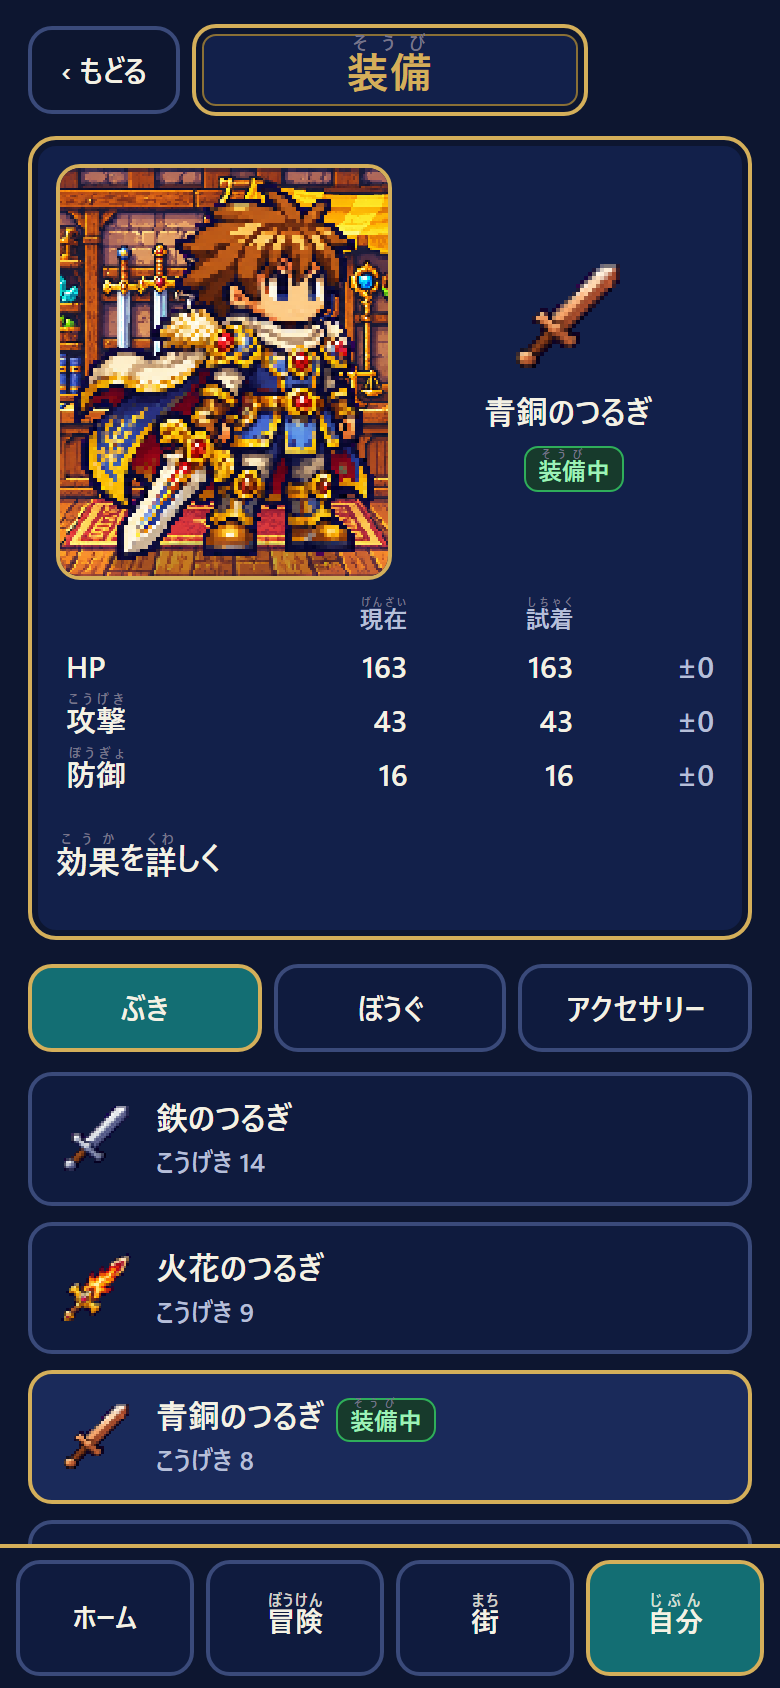 ‹ もどる
そうび
装備
青銅のつるぎ
そうび
装備中
げんざい しちゃく
現在 試着
HP 163 163 ±0
こうげき
攻撃 43 43 ±0
ぼうぎょ
防御 16 16 ±0
こうか くわ
効果を詳しく
ぶき ぼうぐ アクセサリー
鉄のつるぎ
こうげき 14
火花のつるぎ
こうげき 9
そうび
青銅のつるぎ 装備中
こうげき 8
ぼうけん まち じぶん
ホーム 冒険 街 自分